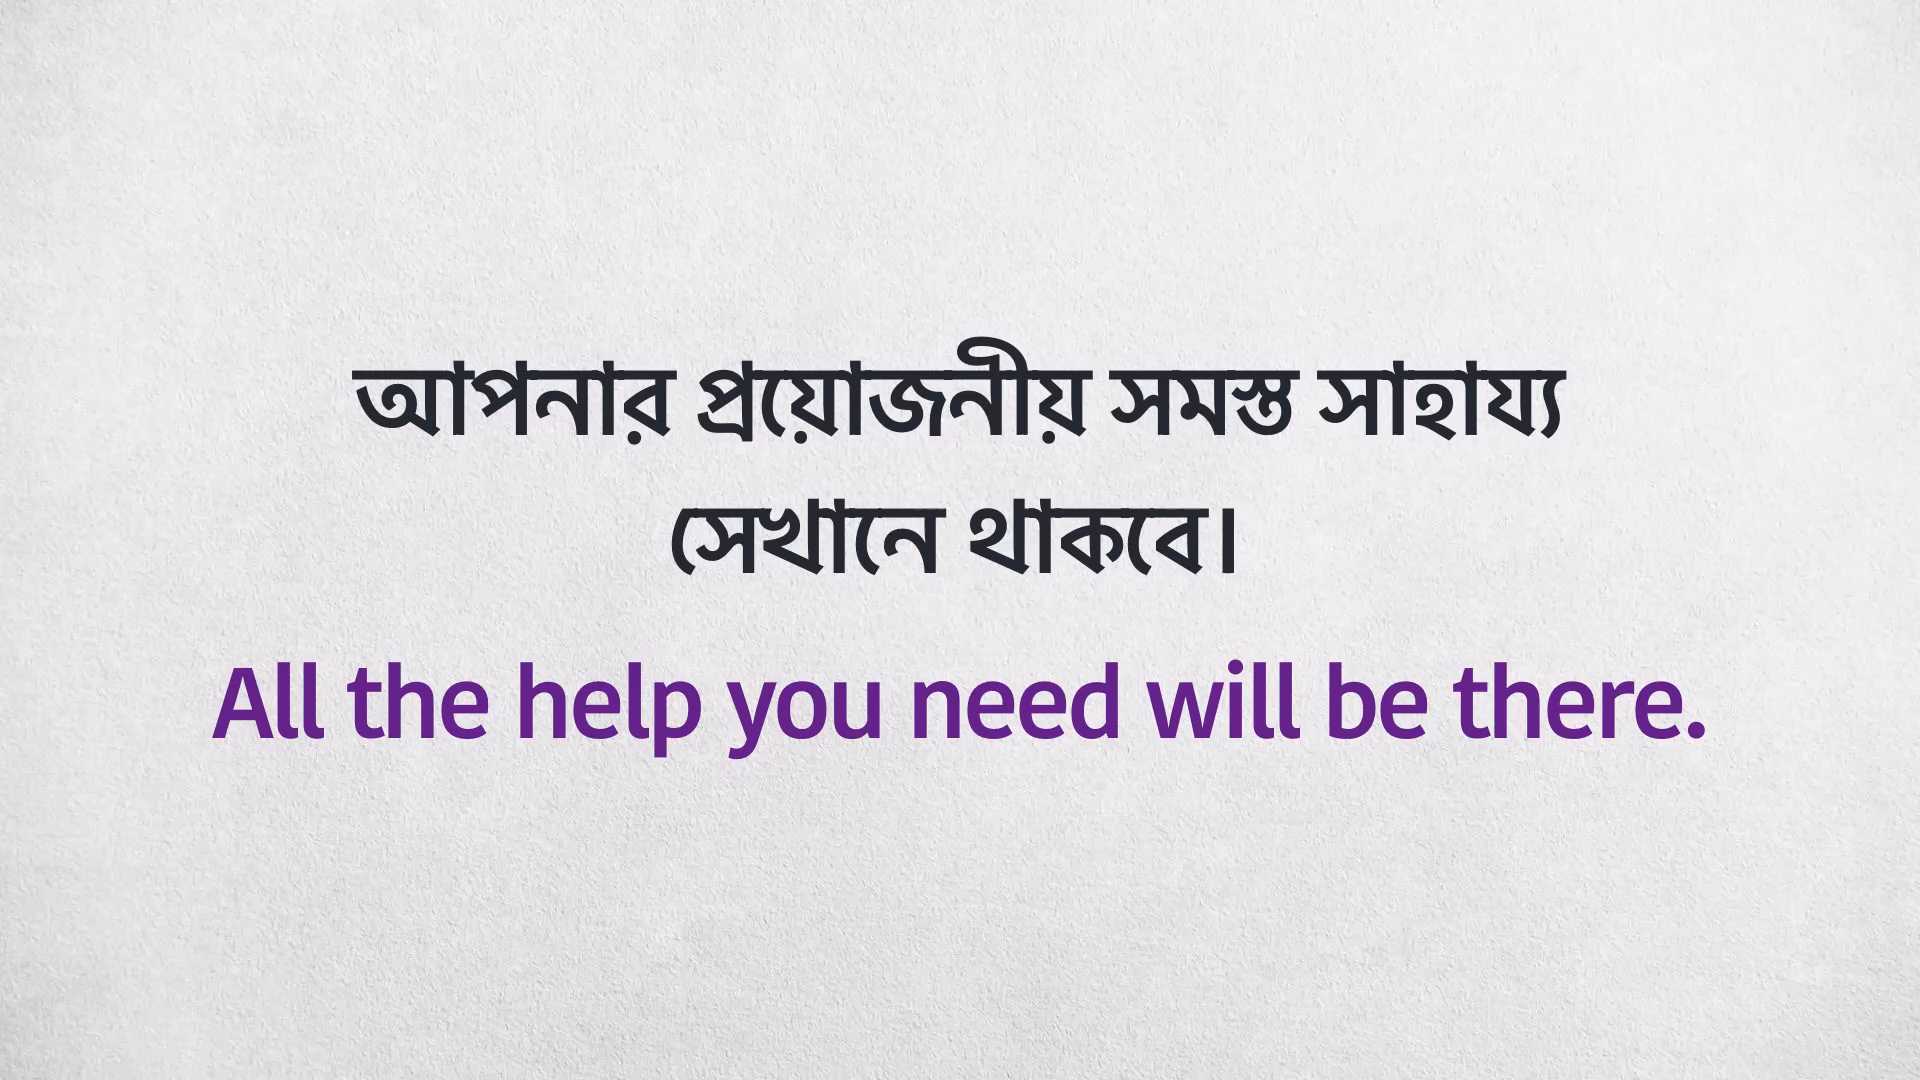 আপনার প্রয়োজনীয় সমস্ত সাহায্য
সেখানে থাকবে।
All the help you need will be there.